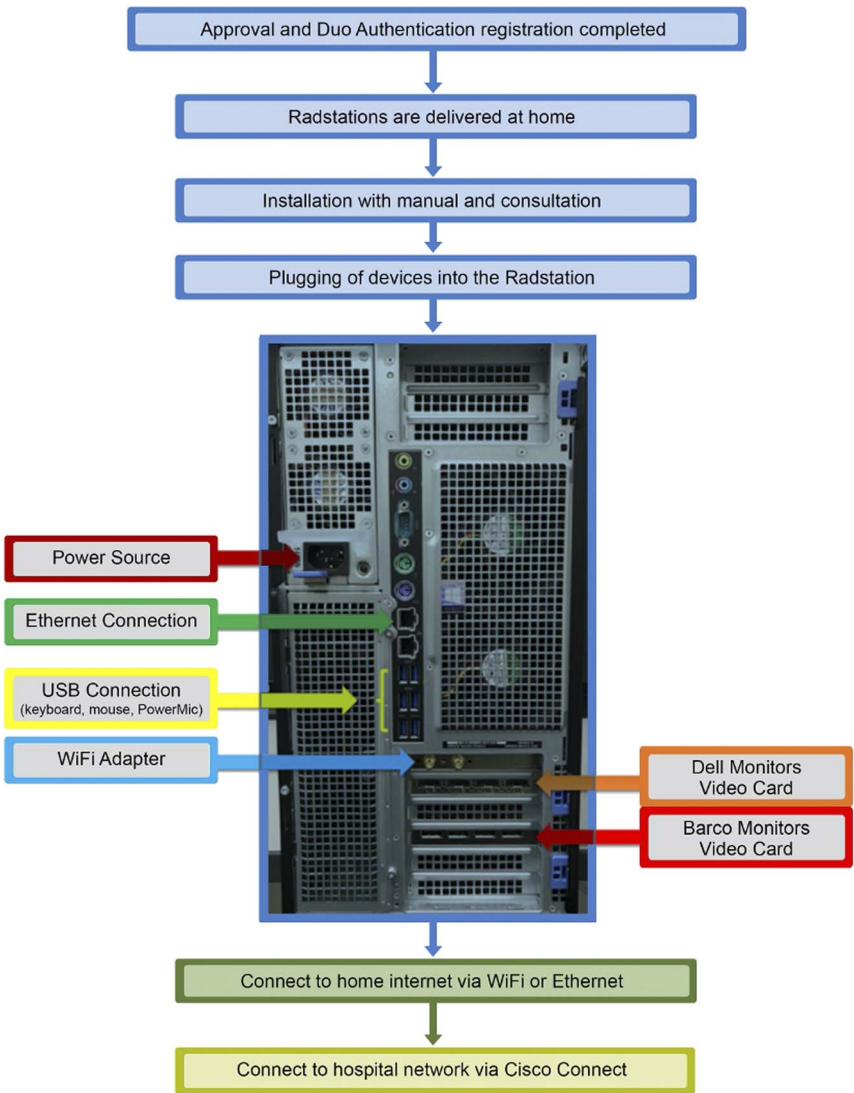 Approval and Duo Authentication registration completed
Radstations are delivered at home
Installation with manual and consultation
Plugging of devices into the Radstation
Power Source
Ethernet Connection
USB Connection
(keyboard, mouse, PowerMic)
WiFi Adapter
Dell Monitors
Video Card
Barco Monitors
Video Card
Connect to home internet via WiFi or Ethernet
Connect to hospital network via Cisco Connect